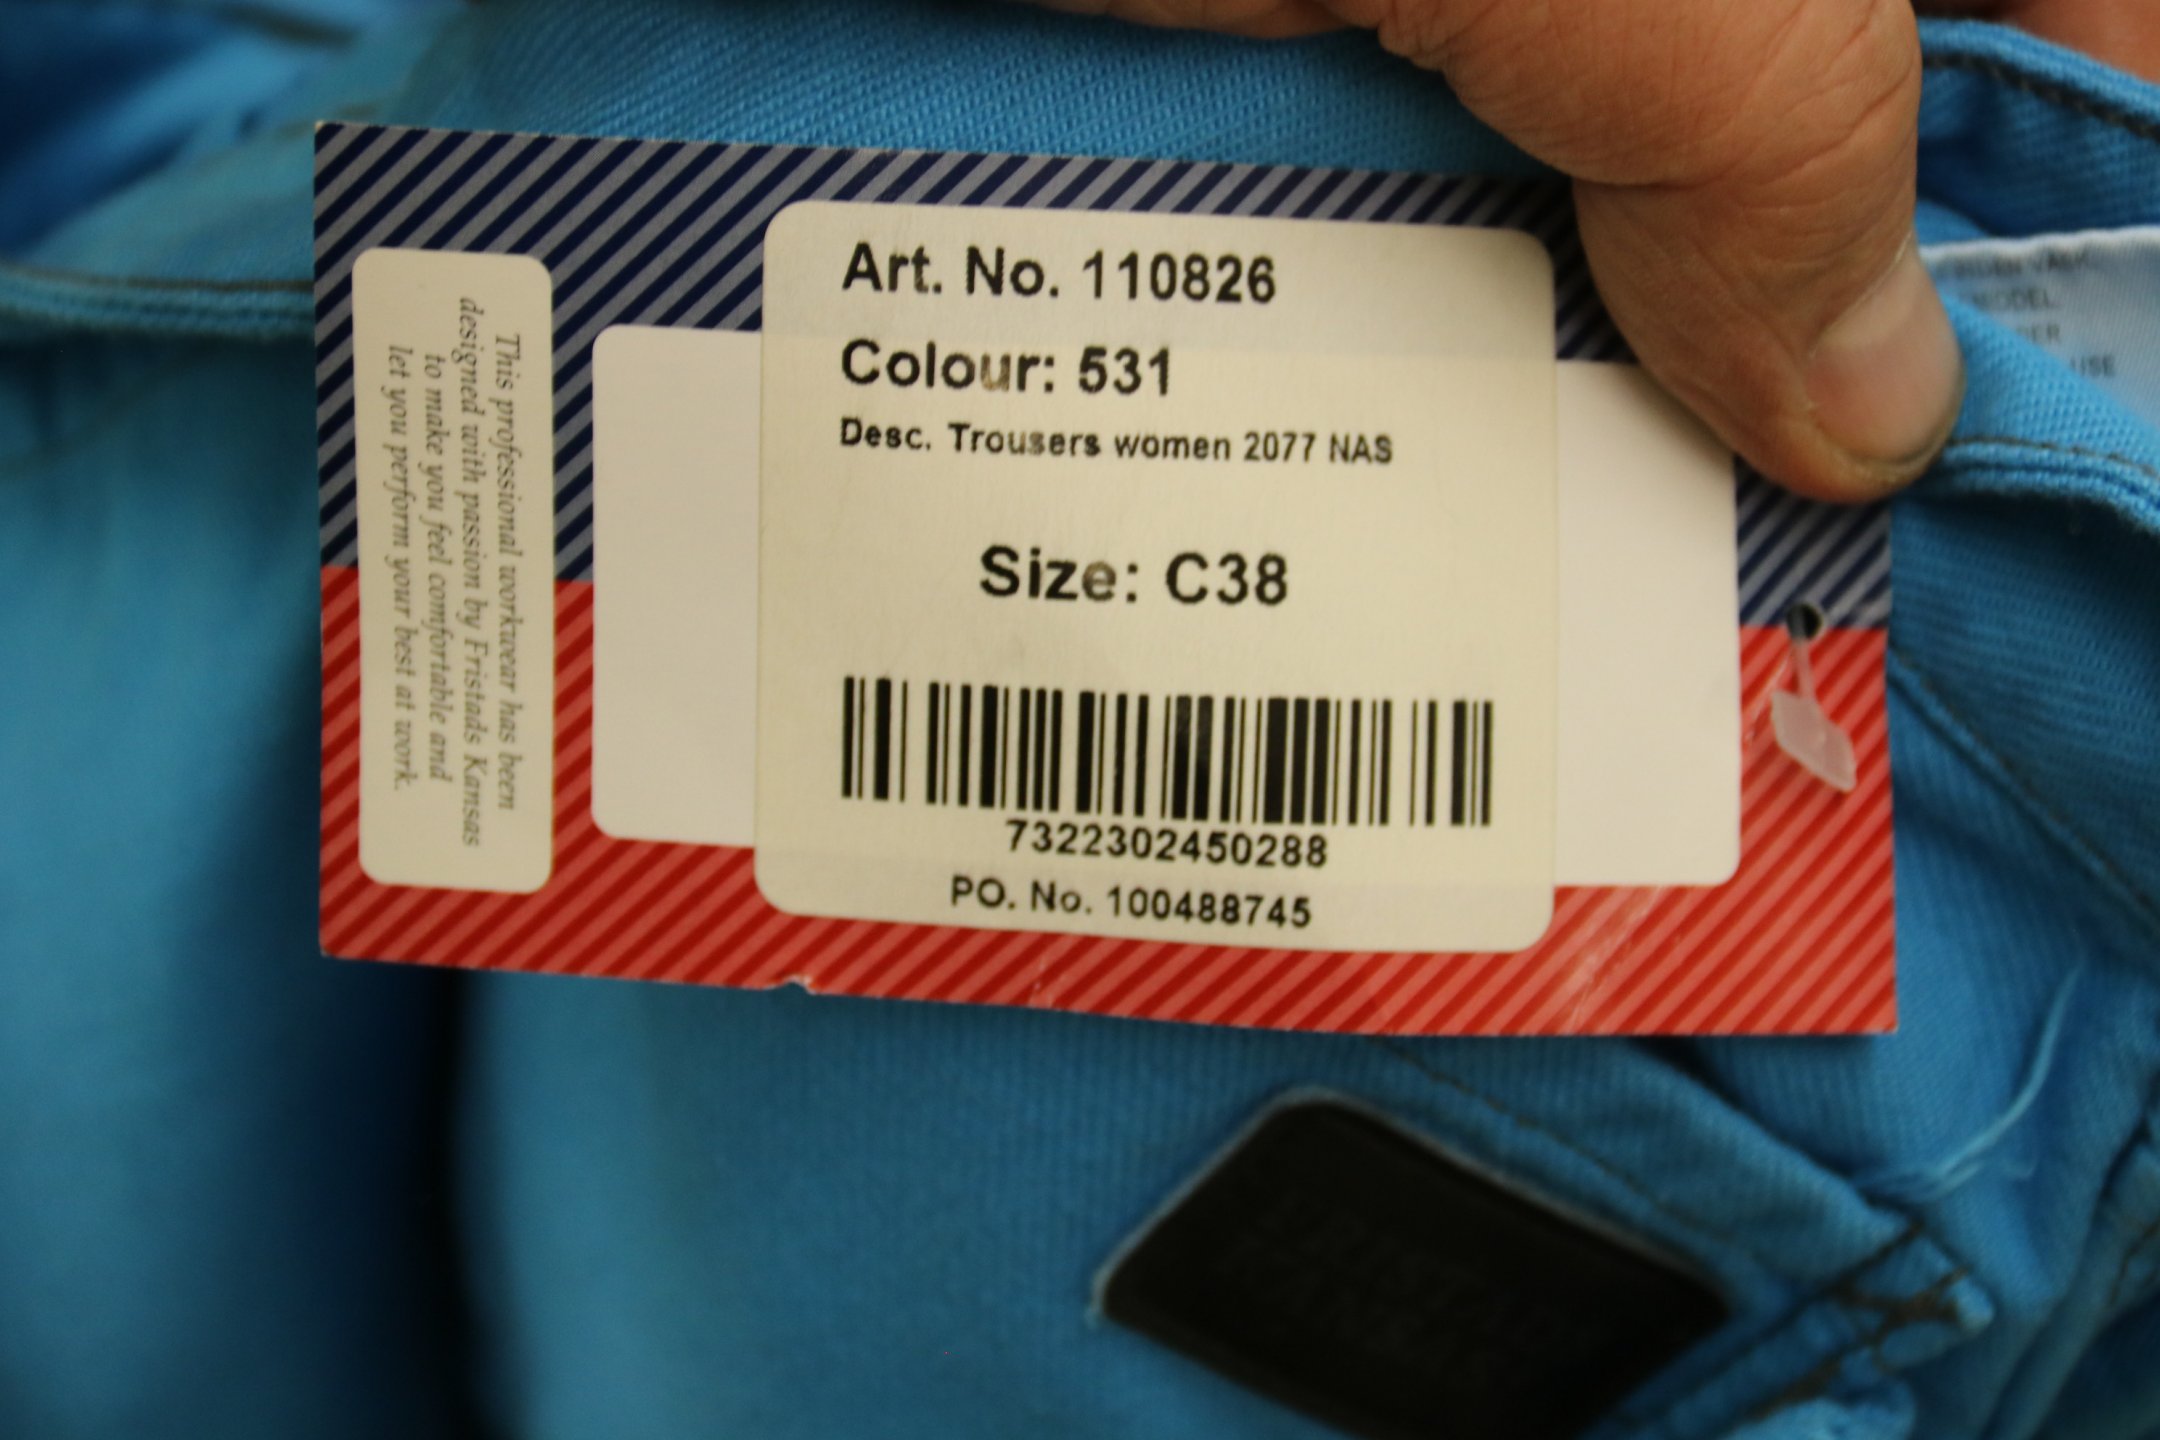 Art. No. 110826
Colour: 531
Desc. Trousers women 2077 NAS
Size: C38
7322302450288
PO. No. 100488745
This professional workwear has been
designed with passion by Fristads Kansas
to make you feel comfortable and
let you perform your best at work.
MODEL
USE